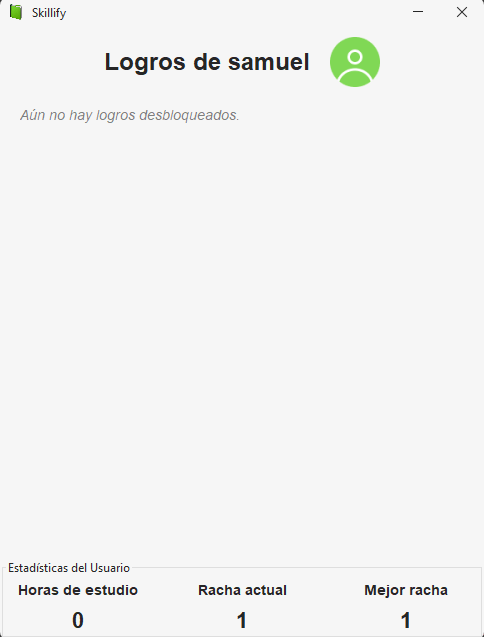 Skillify
Logros de samuel
Aún no hay logros desbloqueados.
Estadísticas del Usuario
Horas de estudio Racha actual Mejor racha
0 1 1